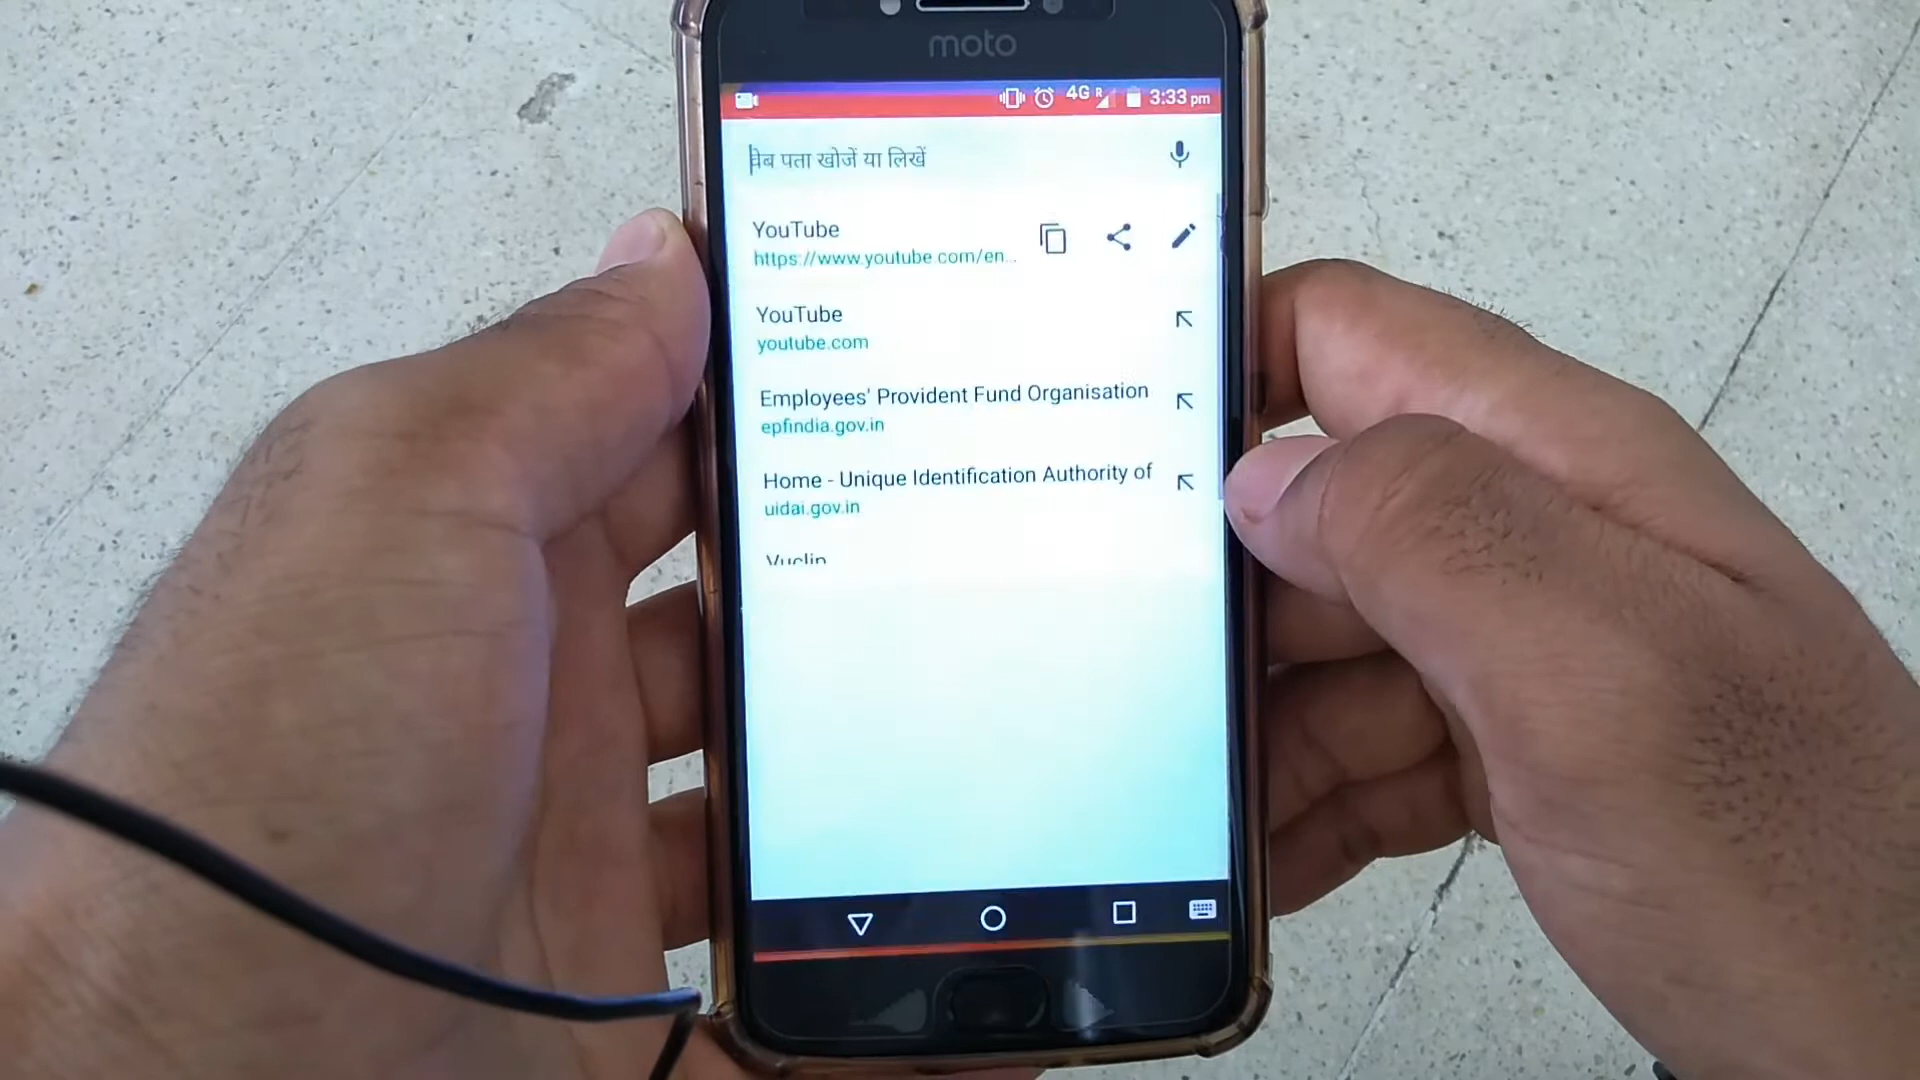 moto
4G R 3:33 pm
वेब पता खोजें या लिखें
YouTube
https://www.youtube.com/en...
YouTube
youtube.com
Employees' Provident Fund Organisation
epfindia.gov.in
Home - Unique Identification Authority of
uidai.gov.in
Vuclip